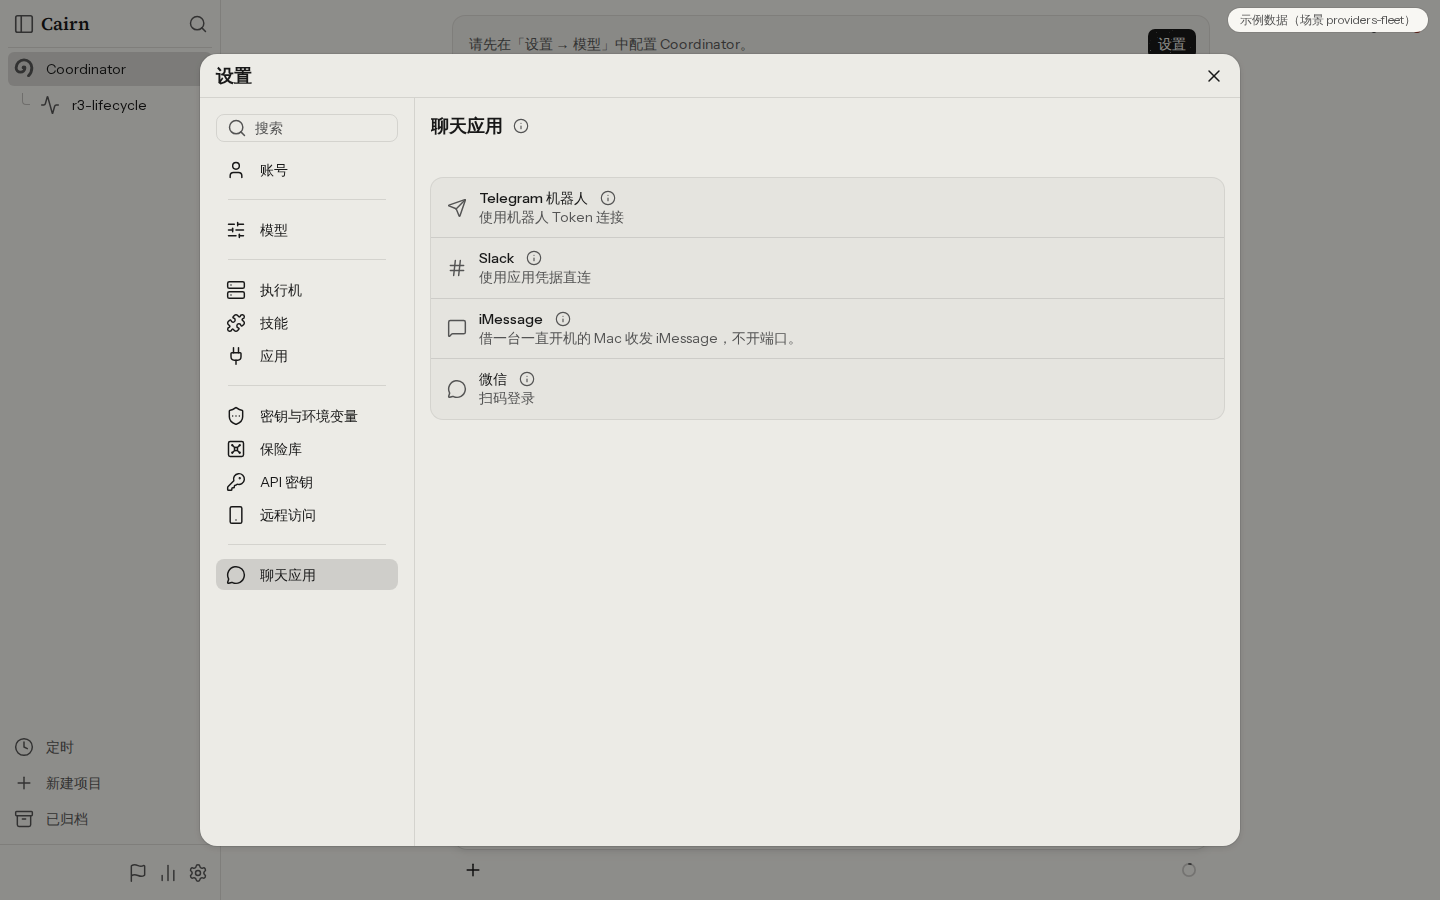 Cairn
Coordinator
r3-lifecycle
请先在「设置 → 模型」中配置 Coordinator。
设置
示例数据（场景 providers-fleet）
设置
搜索
账号
模型
执行机
技能
应用
密钥与环境变量
保险库
API 密钥
远程访问
聊天应用
聊天应用
Telegram 机器人
使用机器人 Token 连接
Slack
使用应用凭据直连
iMessage
借一台一直开机的 Mac 收发 iMessage，不开端口。
微信
扫码登录
定时
新建项目
已归档